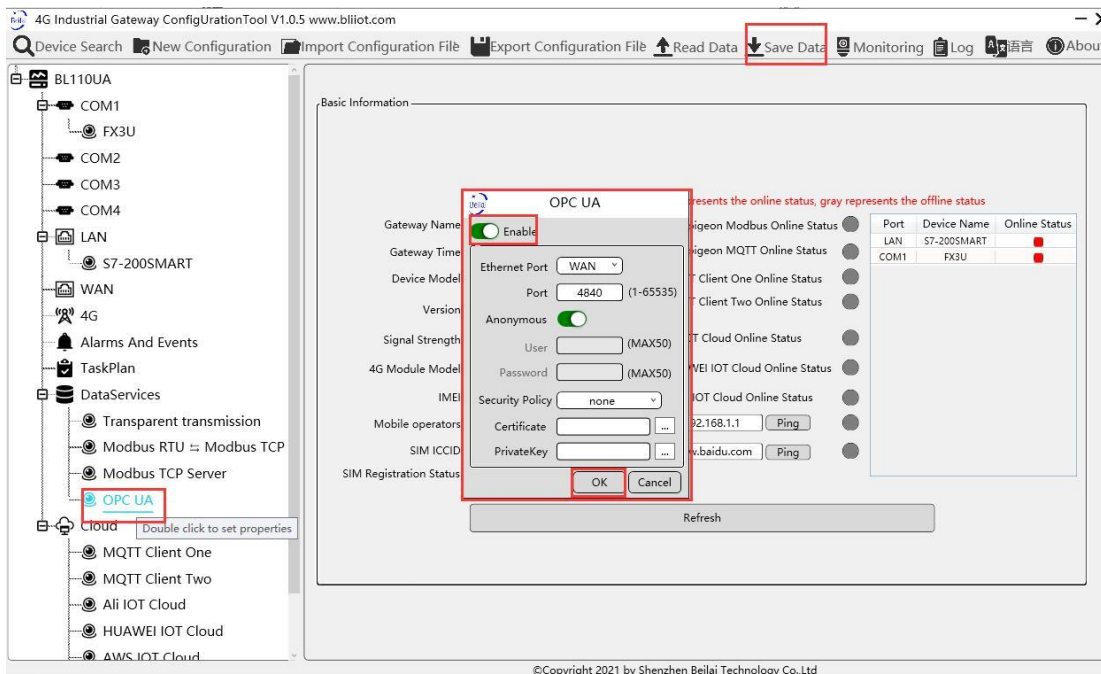 4G Industrial Gateway ConfigUrationTool V1.0.5 www.bliiot.com
Device Search New Configuration Import Configuration File Export Configuration File Read Data Save Data Monitoring Log 语言 Abou
BL110UA
COM1
FX3U
COM2
COM3
COM4
LAN
S7-200SMART
WAN
4G
Alarms And Events
TaskPlan
DataServices
Transparent transmission
Modbus RTU ⇆ Modbus TCP
Modbus TCP Server
OPC UA
Cloud
Double click to set properties
MQTT Client One
MQTT Client Two
Ali IOT Cloud
HUAWEI IOT Cloud
AWS IOT Cloud
Basic Information
Gateway Name
Gateway Time
Device Model
Version
Signal Strength
4G Module Model
IMEI
Mobile operators
SIM ICCID
SIM Registration Status
Beilai
OPC UA
Enable
Ethernet Port WAN
Port 4840 (1-65535)
Anonymous
User (MAX50)
Password (MAX50)
Security Policy none
Certificate ...
PrivateKey ...
OK Cancel
resents the online status, gray represents the offline status
igeon Modbus Online Status
igeon MQTT Online Status
T Client One Online Status
T Client Two Online Status
T Cloud Online Status
WEI IOT Cloud Online Status
IOT Cloud Online Status
92.168.1.1 Ping
w.baidu.com Ping
Port Device Name Online Status
LAN S7-200SMART
COM1 FX3U
Refresh
©Copyright 2021 by Shenzhen Beilai Technology Co.,Ltd